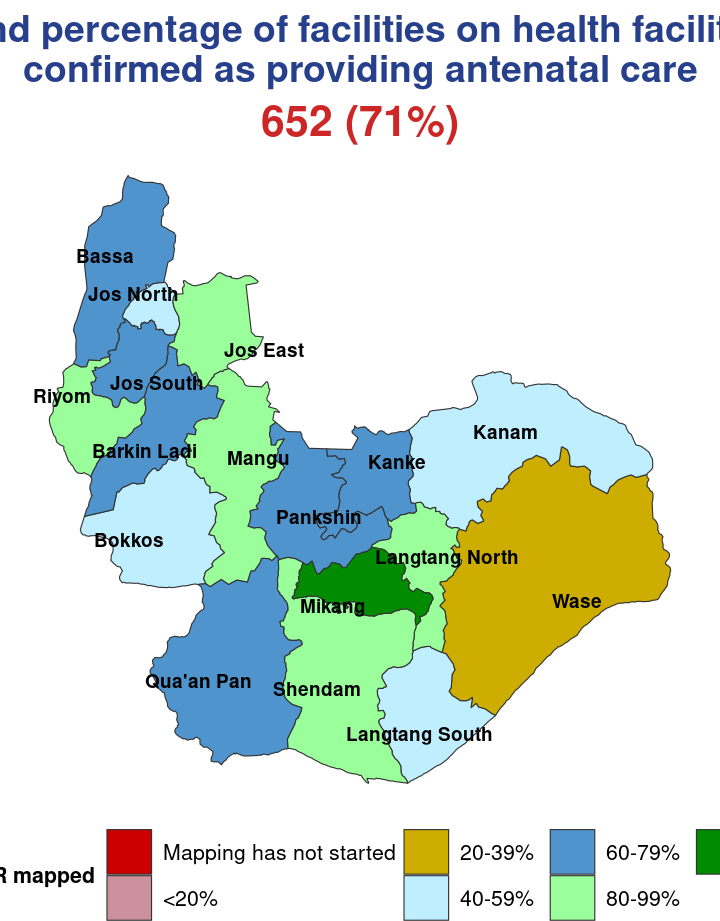 percentage of facilities on health
confirmed as providing antenatal care
652 (71%)
Bassa
Jos North
Jos East
Jos South
Riyom
Kanam
Barkin Ladi
Mangu
Kanke
Pankshin
Bokkos
Langtang North
Wase
Mikang
Qua'an Pan
Shendam
Langtang South
Mapping has not started
20-39%
60-79%
mapped
<20%
40-59%
80-99%